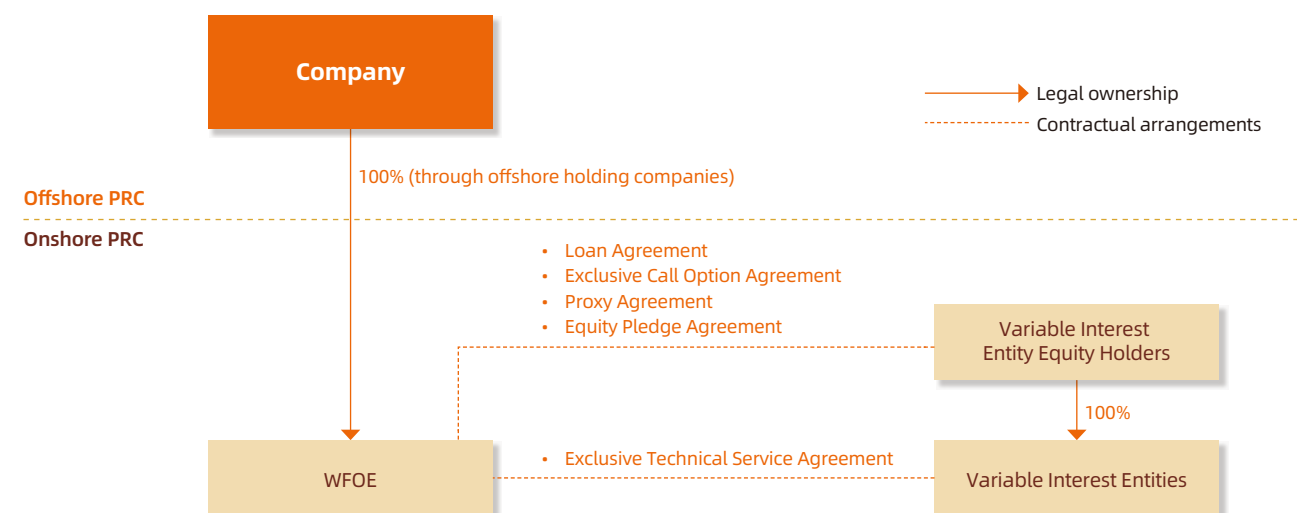 Company
Legal ownership
Contractual arrangements
100% (through offshore holding companies)
Offshore PRC
Onshore PRC
• Loan Agreement
• Exclusive Call Option Agreement
• Proxy Agreement
• Equity Pledge Agreement
Variable Interest
Entity Equity Holders
100%
WFOE
• Exclusive Technical Service Agreement
Variable Interest Entities